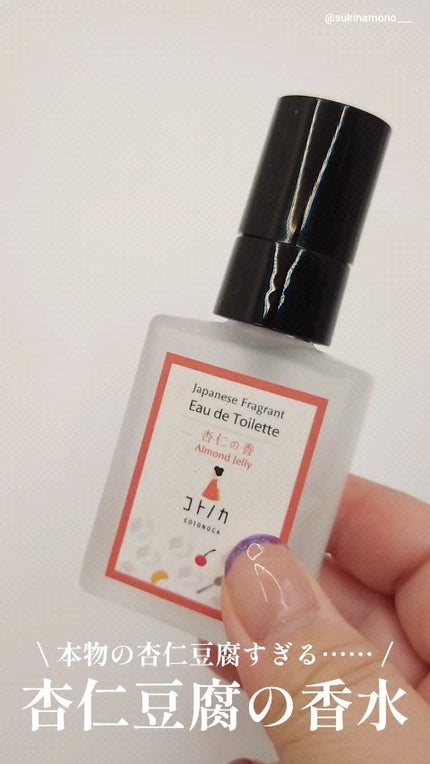 @sukinamono___
Japanese Fragrant
Eau de Toilette
杏仁の香
Almond Jelly
コトノカ
COTONOCA
\ 本物の杏仁豆腐すぎる…… /
杏仁豆腐の香水